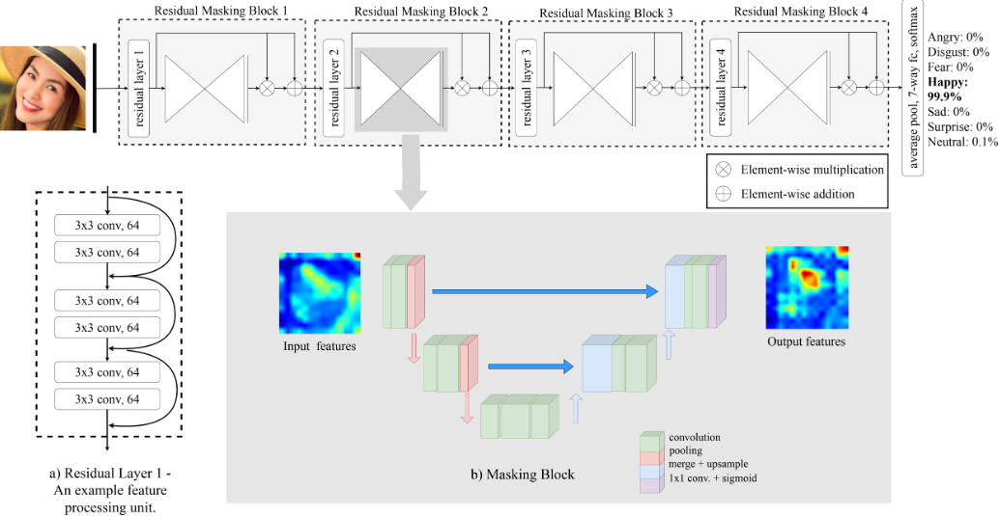 Residual Masking Block 1
Residual Masking Block 2
Residual Masking Block 3
Residual Masking Block 4
residual layer 1
residual layer 2
residual layer 3
residual layer 4
average pool, 7-way fc, softmax
Angry: 0%
Disgust: 0%
Fear: 0%
Happy:
99.9%
Sad: 0%
Surprise: 0%
Neutral: 0.1%
Element-wise multiplication
Element-wise addition
3x3 conv, 64
3x3 conv, 64
3x3 conv, 64
3x3 conv, 64
3x3 conv, 64
3x3 conv, 64
a) Residual Layer 1 -
An example feature
processing unit.
Input features
Output features
convolution
pooling
merge + upsample
1x1 conv. + sigmoid
b) Masking Block